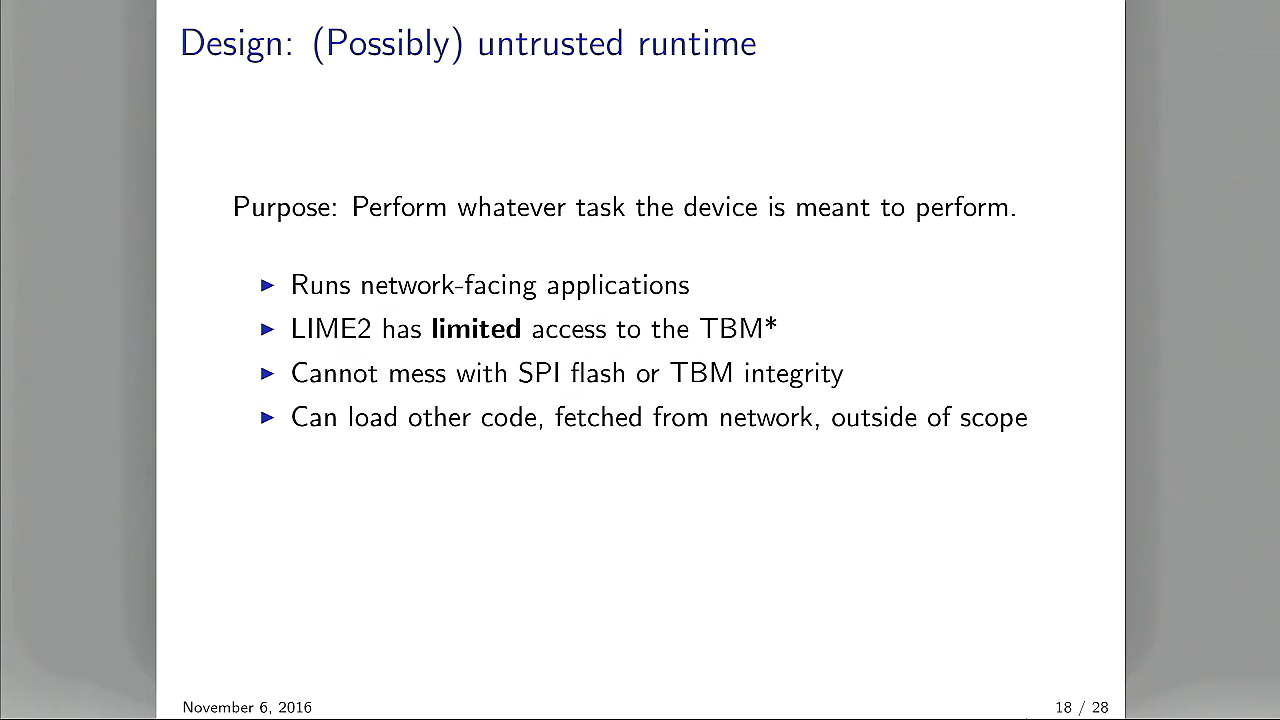 Design: (Possibly) untrusted runtime
Purpose: Perform whatever task the device is meant to perform.
▶ Runs network-facing applications
▶ LIME2 has limited access to the TBM*
▶ Cannot mess with SPI flash or TBM integrity
▶ Can load other code, fetched from network, outside of scope
November 6, 2016
18 / 28